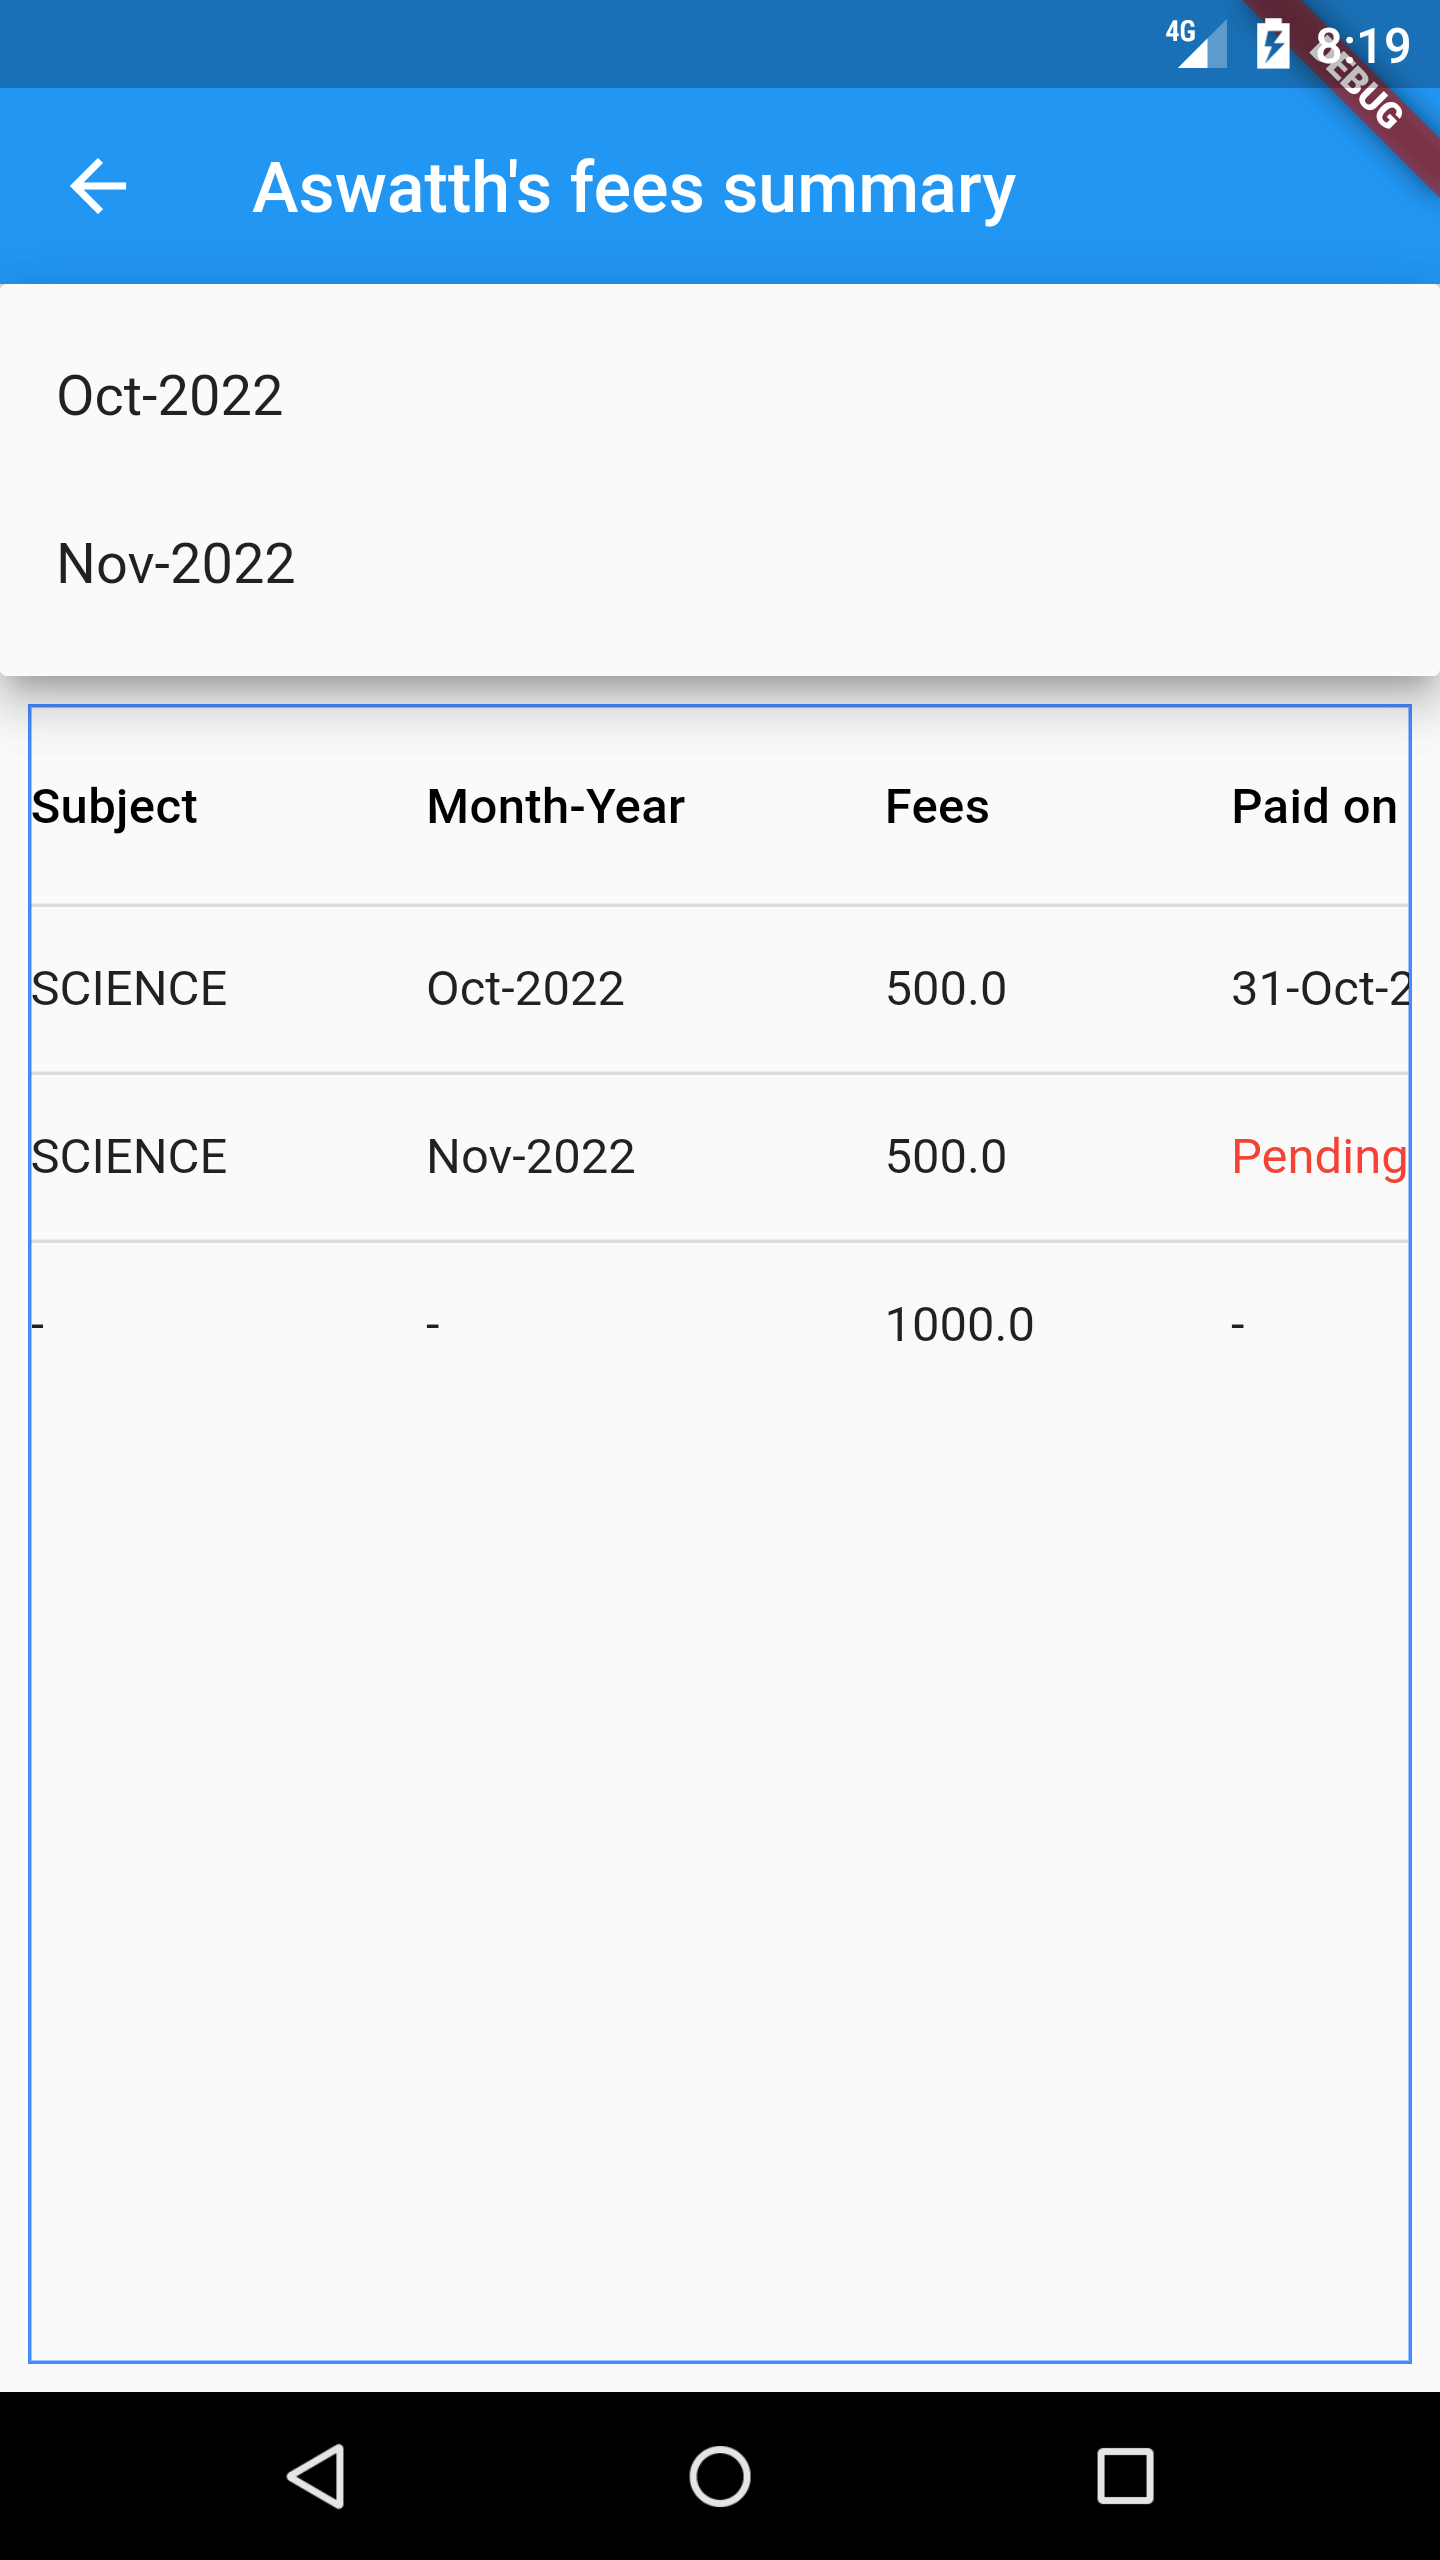 4G 8:19
DEBUG
Aswatth's fees summary
Oct-2022
Nov-2022
Subject Month-Year Fees Paid on
SCIENCE Oct-2022 500.0 31-Oct-2
SCIENCE Nov-2022 500.0 Pending
- - 1000.0 -